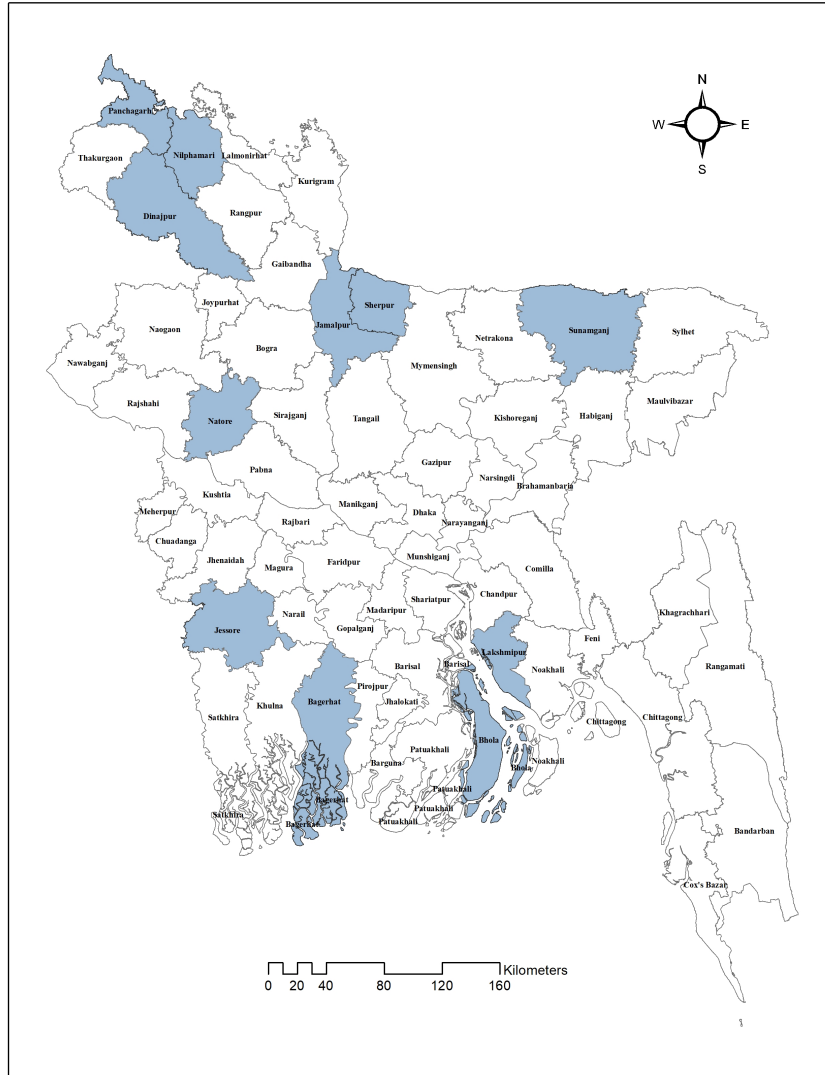 N
W E
S
Panchagarh
Nilphamari
Lalmonirhat
Thakurgaon
Kurigram
Dinajpur
Rangpur
Gaibandha
Joypurhat
Sherpur
Jamalpur
Naogaon
Netrakona
Sunamganj
Sylhet
Bogra
Nawabganj
Mymensingh
Rajshahi
Maulvibazar
Natore
Sirajganj
Tangail
Kishoreganj
Habiganj
Gazipur
Pabna
Narsingdi
Brahamanbaria
Kushtia
Manikganj
Meherpur
Dhaka
Narayanganj
Rajbari
Chuadanga
Jhenaidah
Magura
Faridpur
Munshiganj
Comilla
Chandpur
Shariatpur
Narail
Madaripur
Khagrachhari
Jessore
Gopalganj
Feni
Lakshmipur
Barisal
Barisal
Noakhali
Rangamati
Pirojpur
Satkhira
Khulna
Bagerhat
Jhalokati
Chittagong
Chittagong
Bhola
Patuakhali
Barguna
Noakhali
Bhola
Patuakhali
Bagerhat
Patuakhali
Satkhira
Patuakhali
Bagerhat
Bandarban
Cox's Bazar
Kilometers
0 20 40 80 120 160